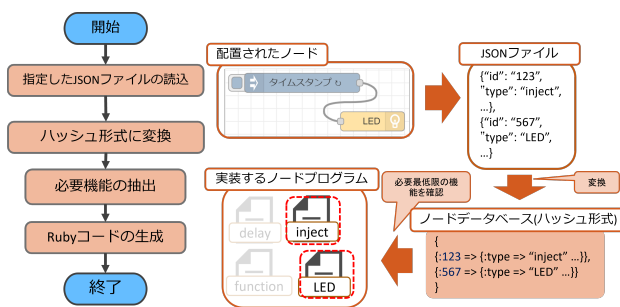 開始
指定したJSONファイルの読込
ハッシュ形式に変換
必要機能の抽出
Rubyコードの生成
終了
配置されたノード
タイムスタンプ ↻
LED
JSONファイル
{“id”: “123”,
"type”: “inject”,
…},
{“id”: “567”,
"type”: “LED”,
…}
変換
必要最低限の機
能を確認
ノードデータベース(ハッシュ形式)
{
{:123 => {:type => “inject” …}},
{:567 => {:type => “LED” …}}
}
実装するノードプログラム
delay
inject
function
LED